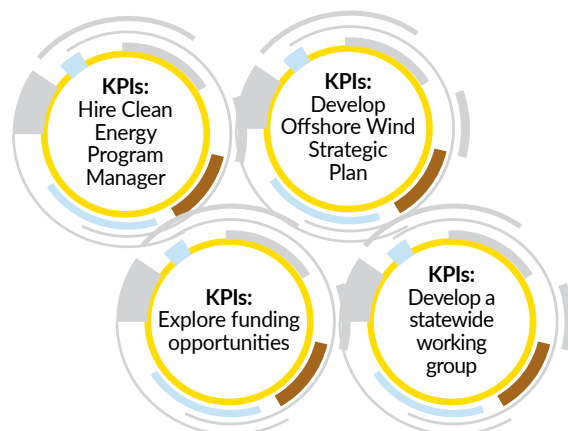 KPIs:
Hire Clean
Energy
Program
Manager
KPIs:
Develop
Offshore Wind
Strategic
Plan
KPIs:
Explore funding
opportunities
KPIs:
Develop a
statewide
working
group